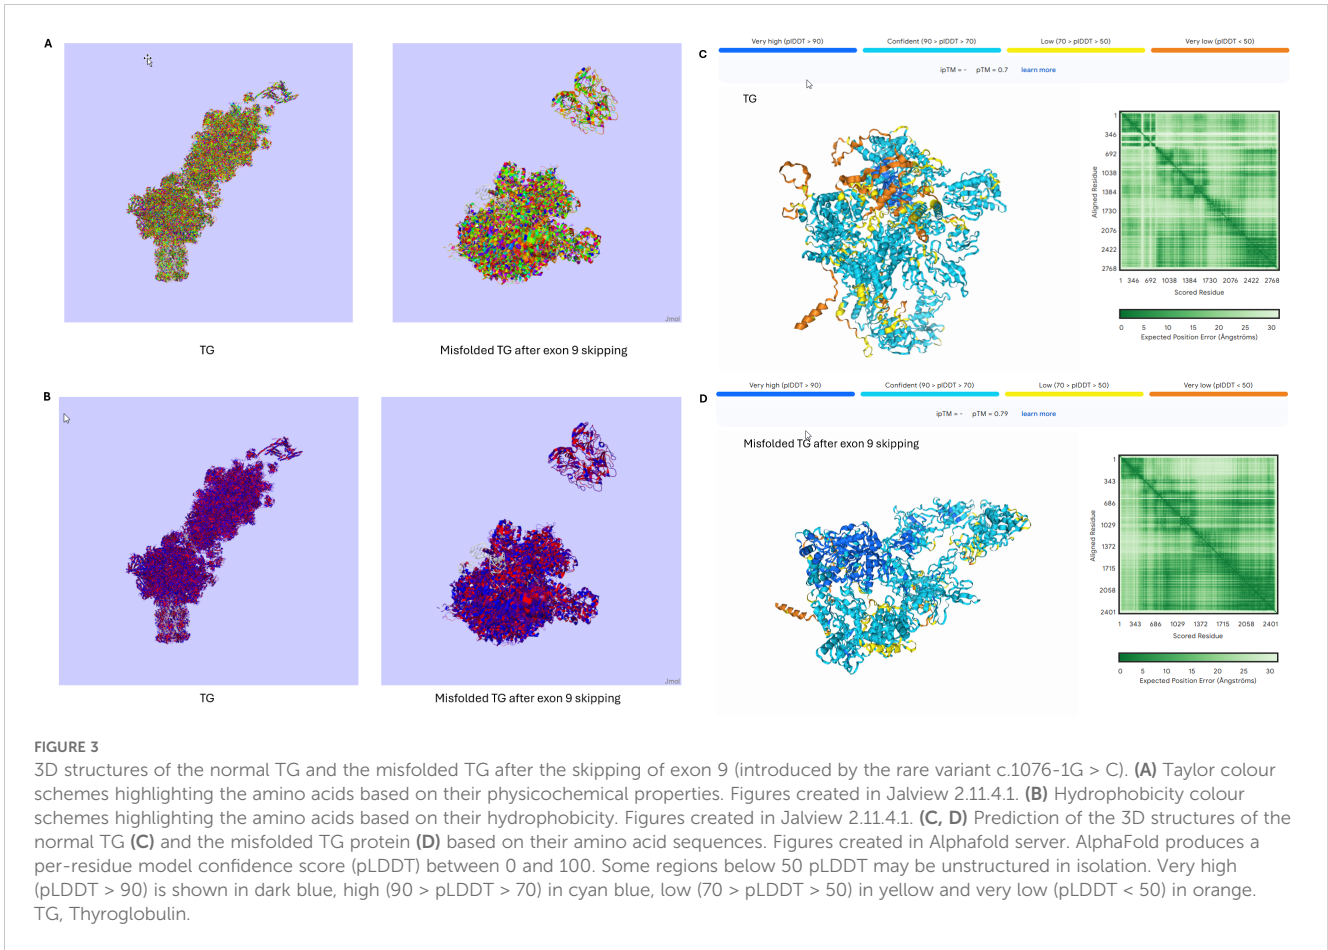 A
TG
Misfolded TG after exon 9 skipping
Jmol
B
TG
Misfolded TG after exon 9 skipping
Jmol
C
Very high (plDDT > 90)
Confident (90 > plDDT > 70)
Low (70 > plDDT > 50)
Very low (plDDT < 50)
ipTM = - pTM = 0.7 learn more
TG
1
346
692
1038
1384
1730
2076
2422
2768
Aligned Residue
1 346 692 1038 1384 1730 2076 2422 2768
Scored Residue
0 5 10 15 20 25 30
Expected Position Error (Ångströms)
D
Very high (plDDT > 90)
Confident (90 > plDDT > 70)
Low (70 > plDDT > 50)
Very low (plDDT < 50)
ipTM = - pTM = 0.79 learn more
Misfolded TG after exon 9 skipping
1
343
686
1029
1372
1715
2058
2401
Aligned Residue
1 343 686 1029 1372 1715 2058 2401
Scored Residue
0 5 10 15 20 25 30
Expected Position Error (Ångströms)
FIGURE 3
3D structures of the normal TG and the misfolded TG after the skipping of exon 9 (introduced by the rare variant c.1076-1G > C). (A) Taylor colour
schemes highlighting the amino acids based on their physicochemical properties. Figures created in Jalview 2.11.4.1. (B) Hydrophobicity colour
schemes highlighting the amino acids based on their hydrophobicity. Figures created in Jalview 2.11.4.1. (C, D) Prediction of the 3D structures of the
normal TG (C) and the misfolded TG protein (D) based on their amino acid sequences. Figures created in Alphafold server. AlphaFold produces a
per-residue model confidence score (pLDDT) between 0 and 100. Some regions below 50 pLDDT may be unstructured in isolation. Very high
(pLDDT > 90) is shown in dark blue, high (90 > pLDDT > 70) in cyan blue, low (70 > pLDDT > 50) in yellow and very low (pLDDT < 50) in orange.
TG, Thyroglobulin.